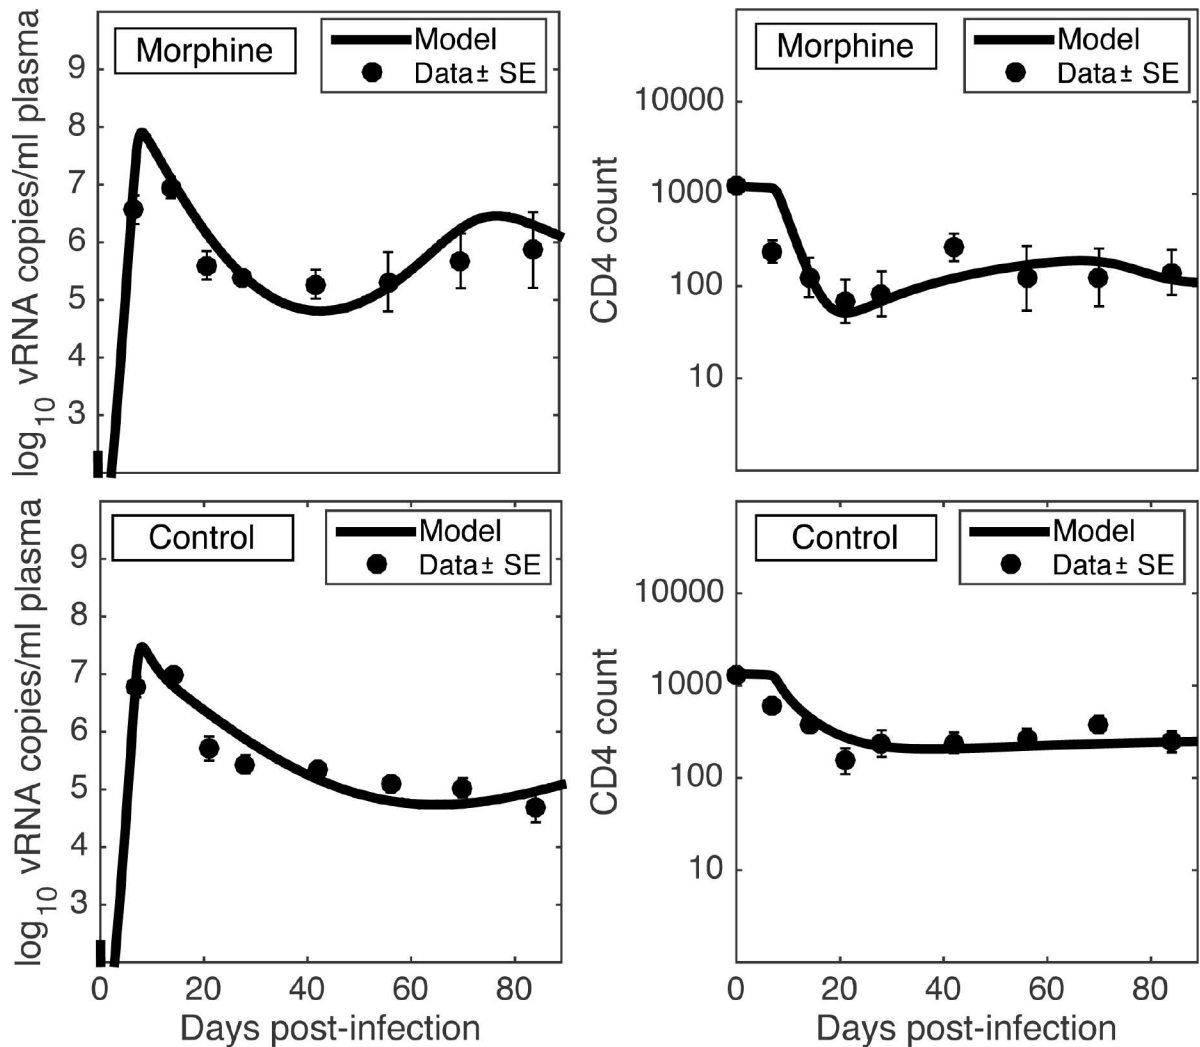 log10 vRNA copies/ml plasma
9
8
7
6
5
4
3
Morphine
Model
Data± SE
CD4 count
10000
1000
100
10
Morphine
Model
Data± SE
log10 vRNA copies/ml plasma
9
8
7
6
5
4
3
Control
Model
Data± SE
0 20 40 60 80
Days post-infection
CD4 count
10000
1000
100
10
Control
Model
Data± SE
0 20 40 60 80
Days post-infection